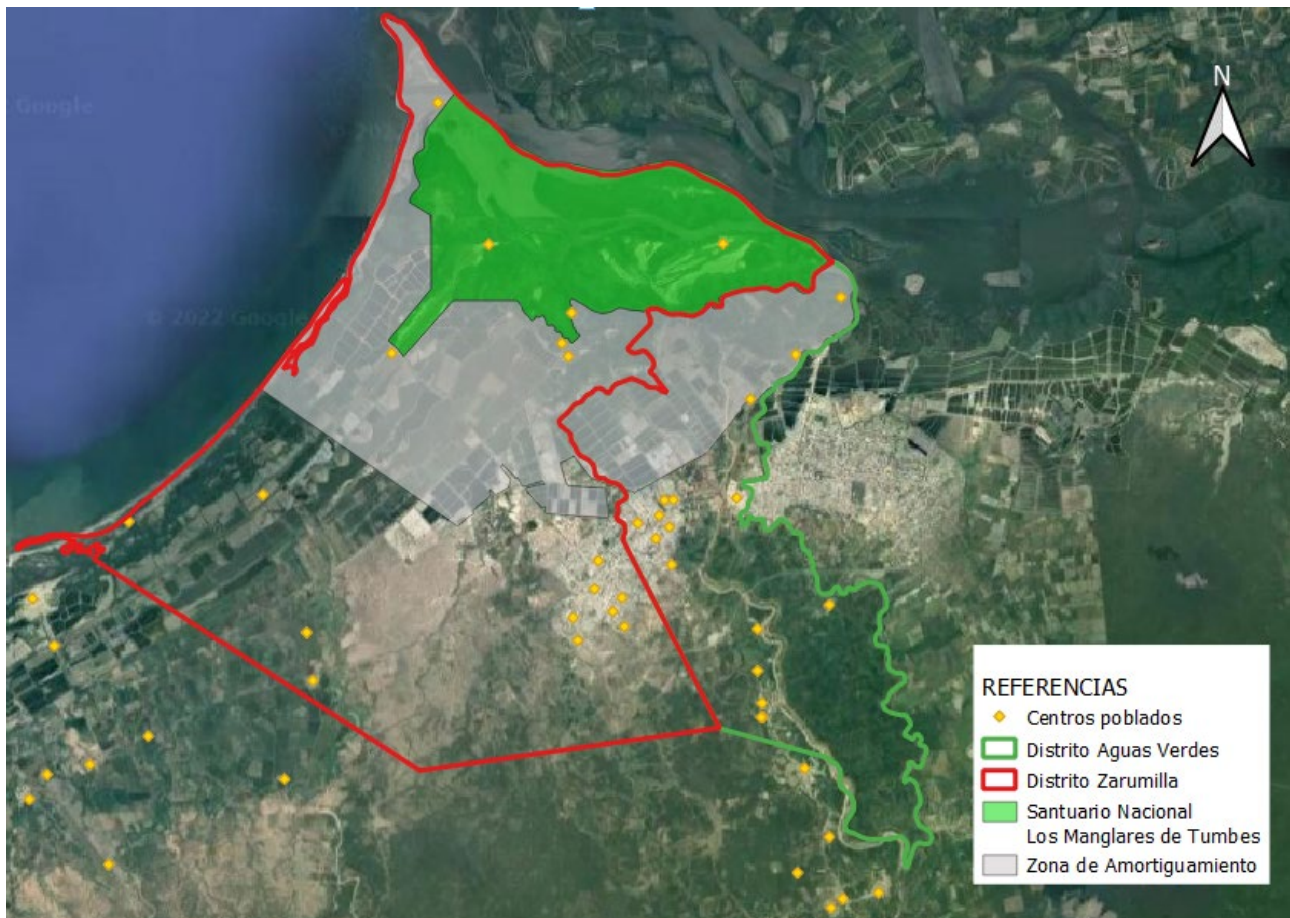 Google
N
© 2022 Google
REFERENCIAS
Centros poblados
Distrito Aguas Verdes
Distrito Zarumilla
Santuario Nacional
Los Manglares de Tumbes
Zona de Amortiguamiento